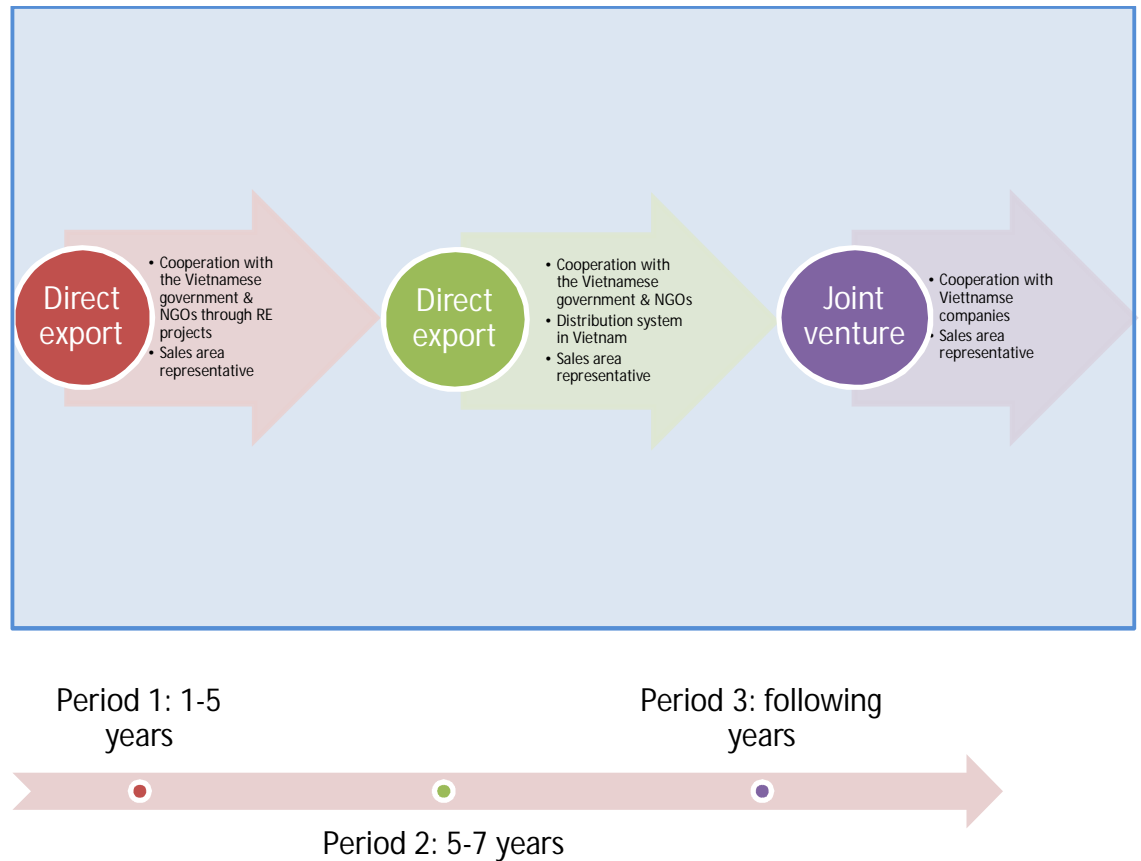 Direct
export
• Cooperation with
the Vietnamese
government &
NGOs through RE
projects
• Sales area
representative
Direct
export
• Cooperation with
the Vietnamese
government & NGOs
• Distribution system
in Vietnam
• Sales area
representative
Joint
venture
• Cooperation with
Viettnamse
companies
• Sales area
representative
Period 1: 1-5
years
Period 3: following
years
Period 2: 5-7 years